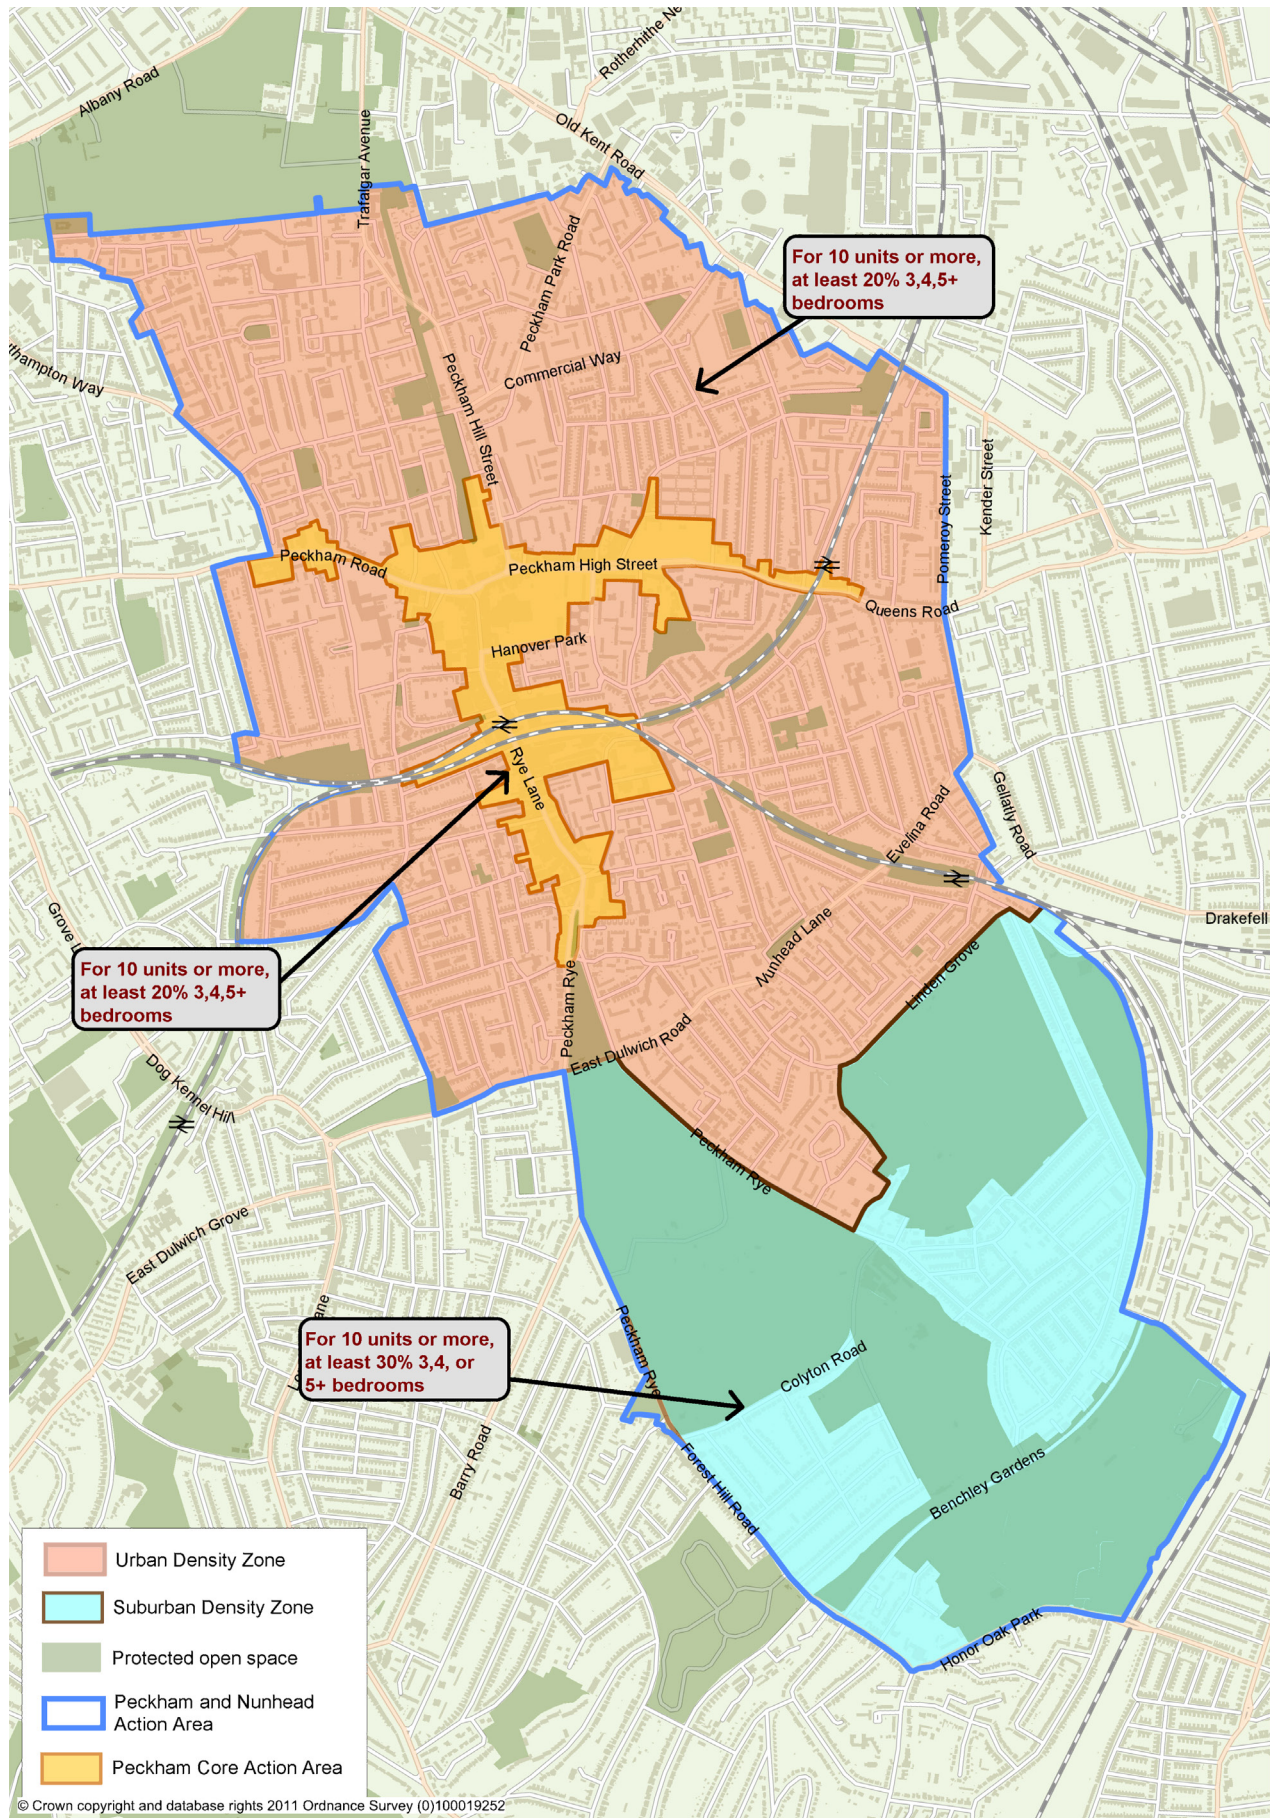 Albany Road
Rotherhithe Ne
Trafalgar Avenue
Old Kent Road
For 10 units or more,
at least 20% 3,4,5+
bedrooms
Peckham Park Road
thampton Way
Peckham Hill Street
Commercial Way
Kender Street
Pomeroy Street
Peckham Road
Peckham High Street
Queens Road
Hanover Park
Rye Lane
Gellatly Road
Evelina Road
Drakefell
Grove L
Nunhead Lane
Linden Grove
For 10 units or more,
at least 20% 3,4,5+
bedrooms
Peckham Rye
East Dulwich Road
Dog Kennel Hill
Peckham Rye
East Dulwich Grove
ane
For 10 units or more,
at least 30% 3,4, or
5+ bedrooms
Peckham Rye
Colyton Road
Barry Road
Forest Hill Road
Benchley Gardens
Honor Oak Park
Urban Density Zone
Suburban Density Zone
Protected open space
Peckham and Nunhead
Action Area
Peckham Core Action Area
© Crown copyright and database rights 2011 Ordnance Survey (0)100019252